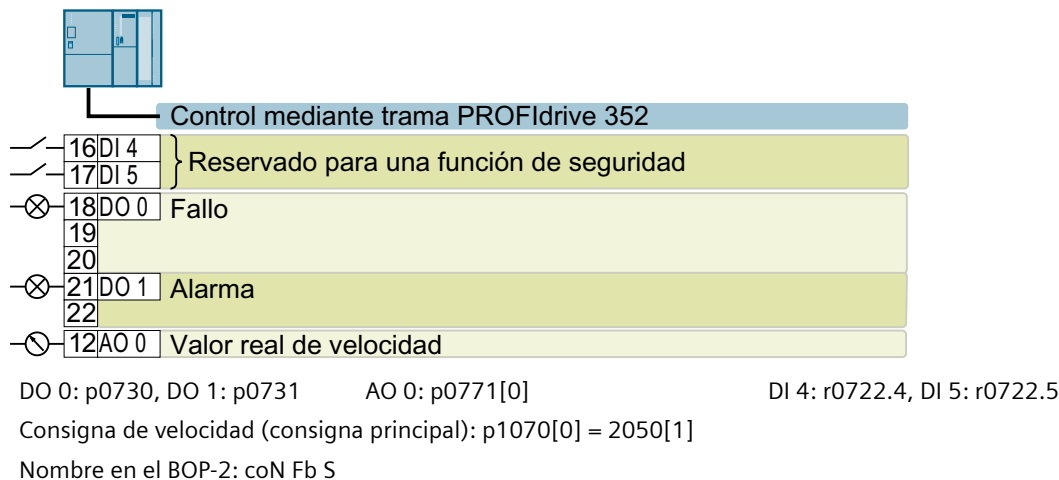 Control mediante trama PROFIdrive 352
16 DI 4
17 DI 5
Reservado para una función de seguridad
18 DO 0 Fallo
19
20
21 DO 1 Alarma
22
12 AO 0 Valor real de velocidad
DO 0: p0730, DO 1: p0731 AO 0: p0771[0] DI 4: r0722.4, DI 5: r0722.5
Consigna de velocidad (consigna principal): p1070[0] = 2050[1]
Nombre en el BOP-2: coN Fb S